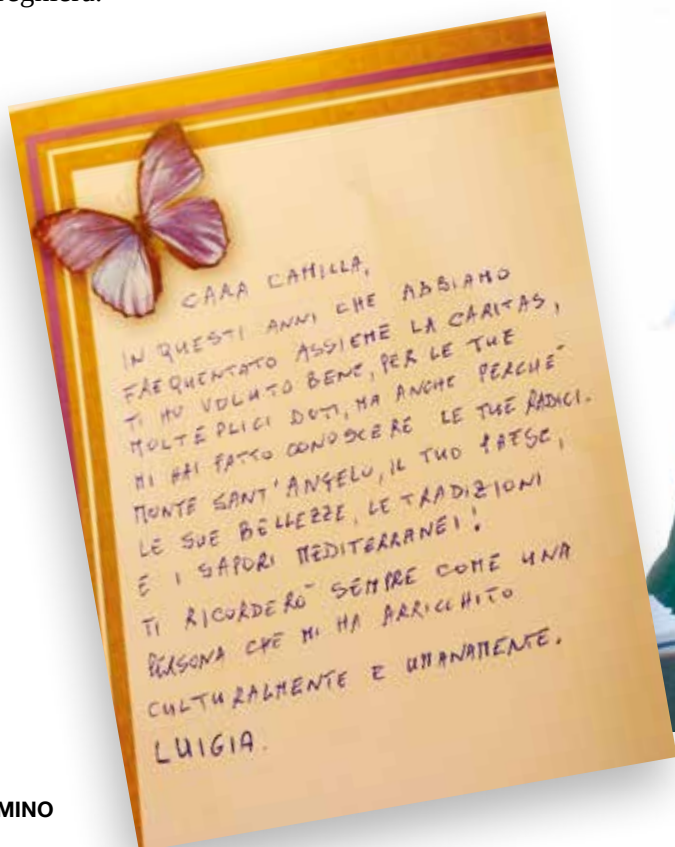 CARA CAMILLA,
IN QUESTI ANNI CHE ABBIAMO
FREQUENTATO ASSIEME LA CARITAS,
TI HO VOLUTO BENE, PER LE TUE
MOLTEPLICI DOTI, MA ANCHE PERCHE'
MI HAI FATTO CONOSCERE LE TUE RADICI.
MONTE SANT'ANGELO, IL TUO PAESE,
LE SUE BELLEZZE, LE TRADIZIONI
E I SAPORI MEDITERRANEI!
TI RICORDERO' SEMPRE COME UNA
PERSONA CHE MI HA ARRICCHITO
CULTURALMENTE E UMANAMENTE.
LUIGIA.
MINO